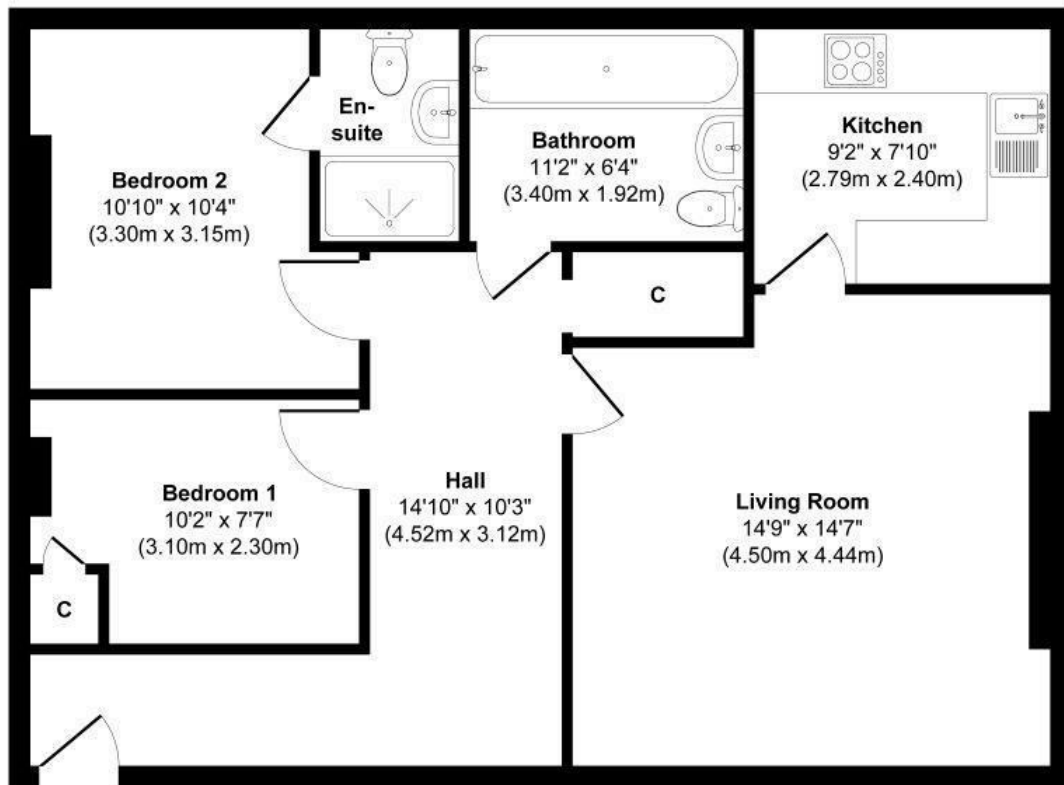 En-
suite
Bathroom
11'2" x 6'4"
(3.40m x 1.92m)
Kitchen
9'2" x 7'10"
(2.79m x 2.40m)
Bedroom 2
10'10" x 10'4"
(3.30m x 3.15m)
C
Bedroom 1
10'2" x 7'7"
(3.10m x 2.30m)
Hall
14'10" x 10'3"
(4.52m x 3.12m)
Living Room
14'9" x 14'7"
(4.50m x 4.44m)
C